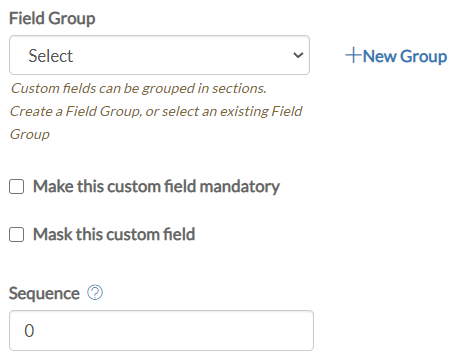 Field Group
Select
+New Group
Custom fields can be grouped in sections.
Create a Field Group, or select an existing Field
Group
Make this custom field mandatory
Mask this custom field
Sequence ?
0